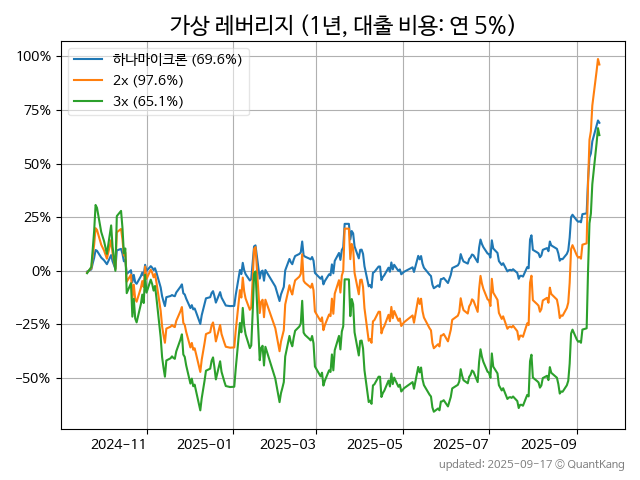 가상 레버리지 (1년, 대출 비용: 연 5%)
하나마이크론 (69.6%)
2x (97.6%)
3x (65.1%)
100%
75%
50%
25%
0%
−25%
−50%
2024-11 2025-01 2025-03 2025-05 2025-07 2025-09
updated: 2025-09-17 © QuantKang